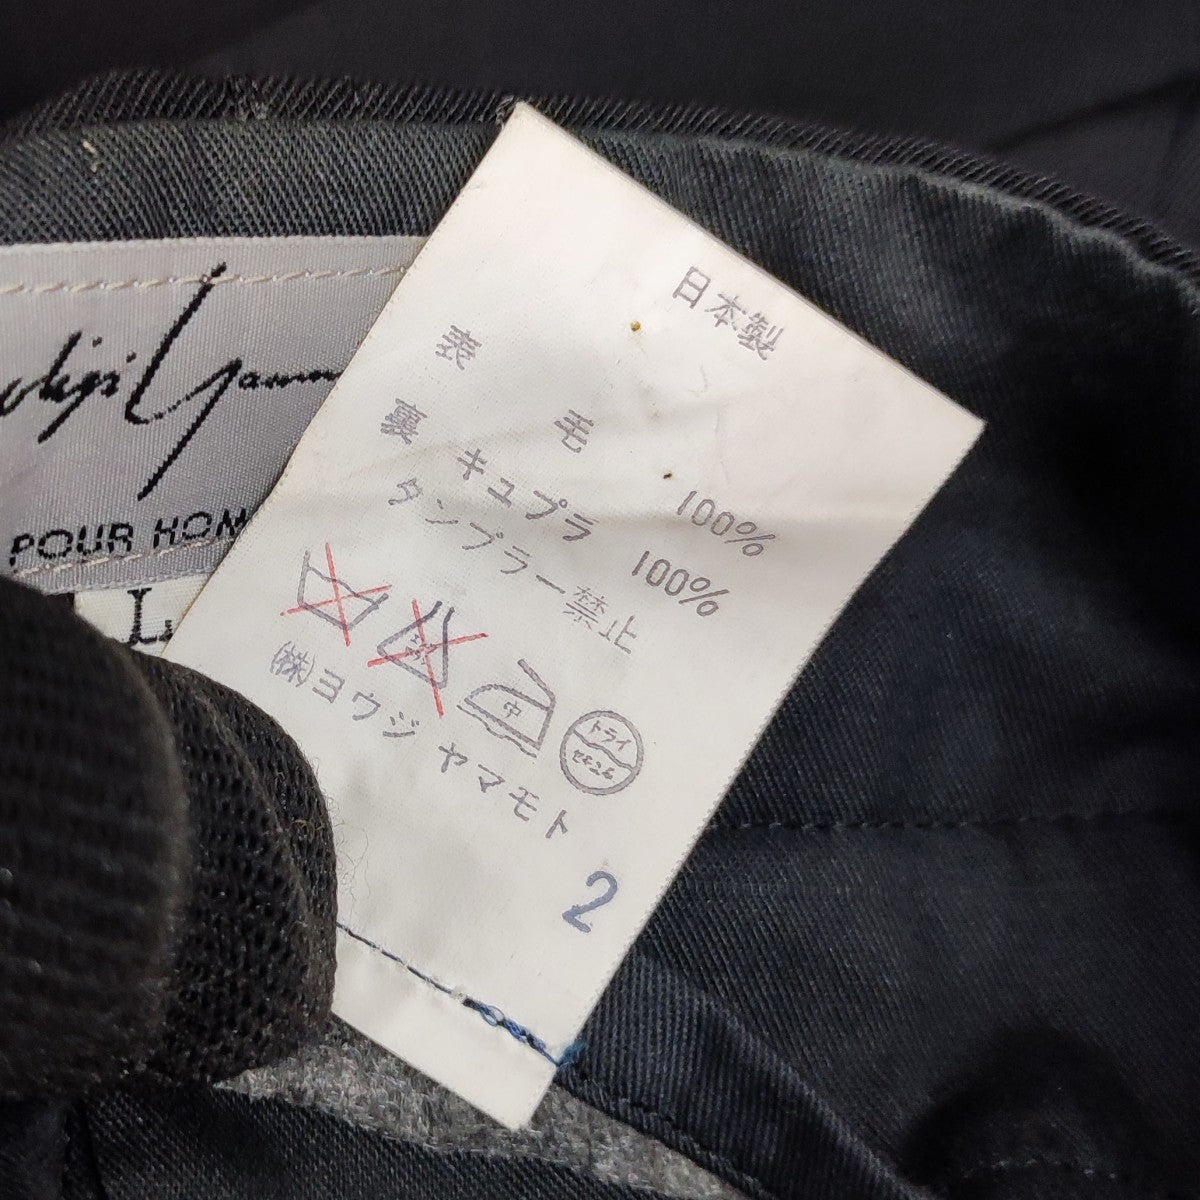 日本製
表 毛 100%
裏 キュプラ 100%
タンブラー禁止
中
ドライ
セキユ系
(株)ヨウジ ヤマモト
2
ohji Yamam
POUR HOM
L